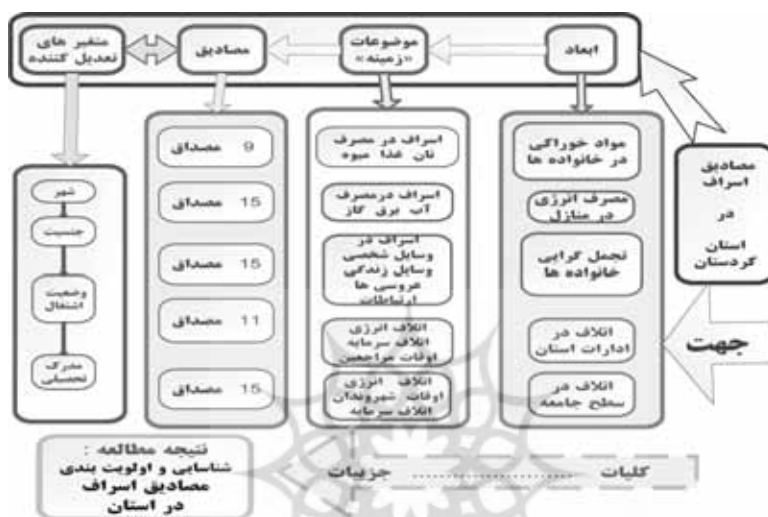 ابعاد
موضوعات
«زمینه»
مصادیق
متغیر های
تعدیل کننده
مصادیق
اسراف
در
استان
کردستان
جهت
مواد خوراکی
در خانواده ها
مصرف انرژی
در منازل
تجمل گرایی
خانواده ها
اتلاف در
ادارات استان
اتلاف در
سطح جامعه
اسراف در مصرف
نان غذا میوه
اسراف درمصرف
آب برق گاز
اسراف در
وسایل شخصی
وسایل زندگی
عروسی ها
ارتباطات
اتلاف انرژی
اتلاف سرمایه
اوقات مراجعین
اتلاف انرژی
اوقات شهروندان
اتلاف سرمایه
9 مصداق
15 مصداق
15 مصداق
11 مصداق
15 مصداق
شهر
جنسیت
وضعیت
اشتغال
مدرک
تحصیلی
کلیات .................... جزییات
نتیجه مطالعه :
شناسایی و اولویت بندی
مصادیق اسراف
در استان